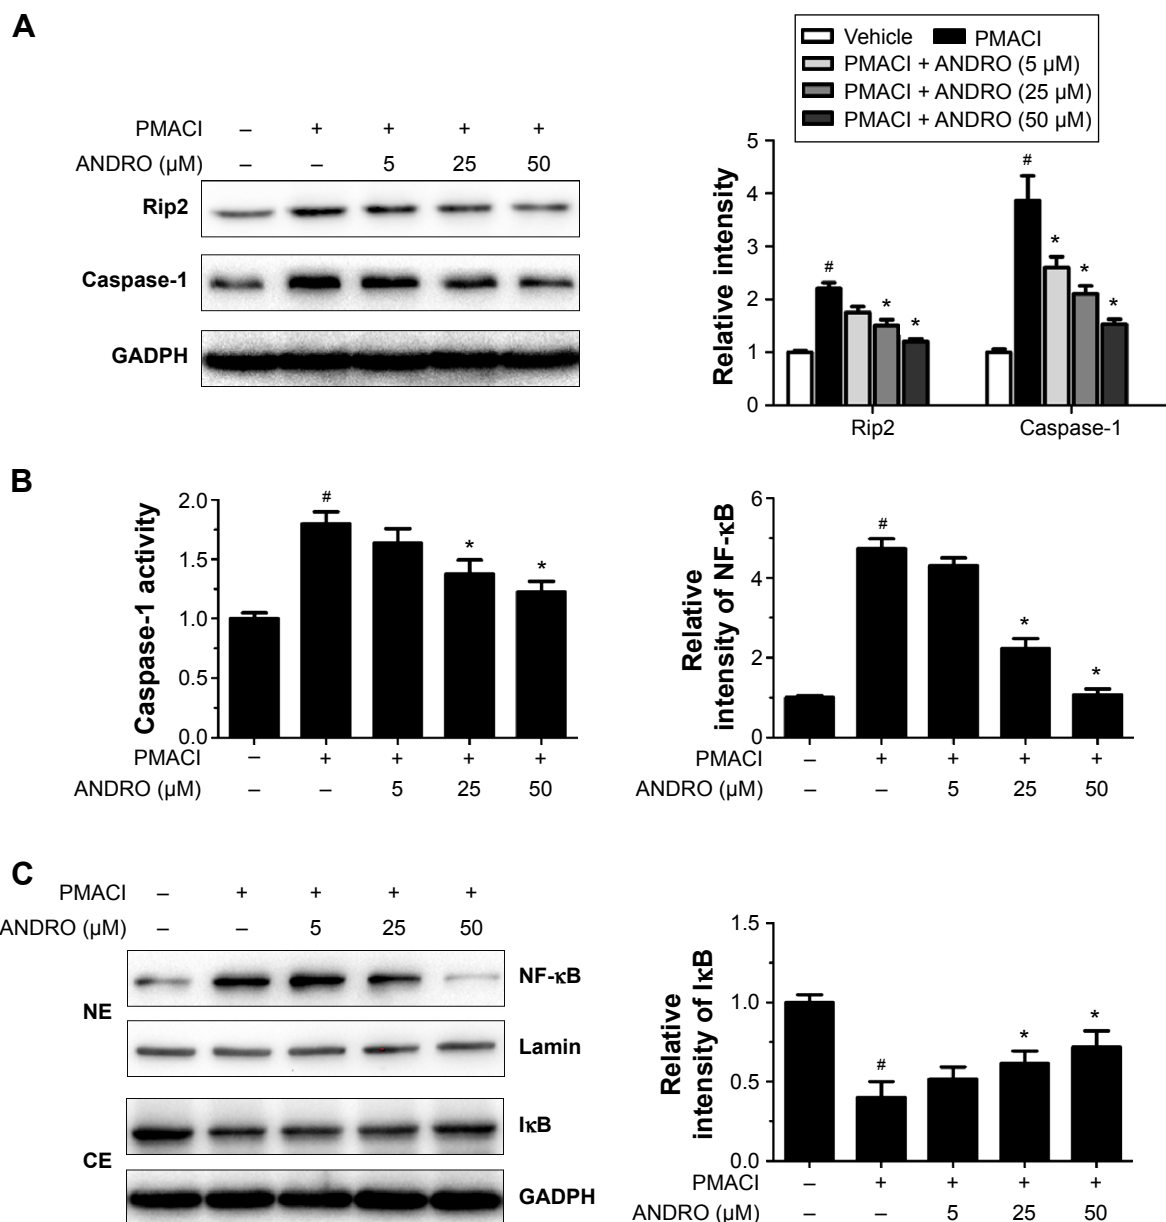 A
Vehicle PMACI
PMACI + ANDRO (5 µM)
PMACI + ANDRO (25 µM)
PMACI + ANDRO (50 µM)
PMACI – + + + +
ANDRO (µM) – – 5 25 50
Rip2
Caspase-1
GADPH
Relative intensity
5
4
3
2
1
0
#
*
*
#
*
*
*
Rip2 Caspase-1
B
Caspase-1 activity
2.0
1.5
1.0
0.5
0.0
#
*
*
PMACI – + + + +
ANDRO (µM) – – 5 25 50
Relative
intensity of NF-κB
6
4
2
0
#
*
*
PMACI – + + + +
ANDRO (µM) – – 5 25 50
C
PMACI – + + + +
ANDRO (µM) – – 5 25 50
NE
NF-κB
Lamin
CE
IκB
GADPH
Relative
intensity of IκB
1.5
1.0
0.5
0.0
#
*
*
PMACI – + + + +
ANDRO (µM) – – 5 25 50